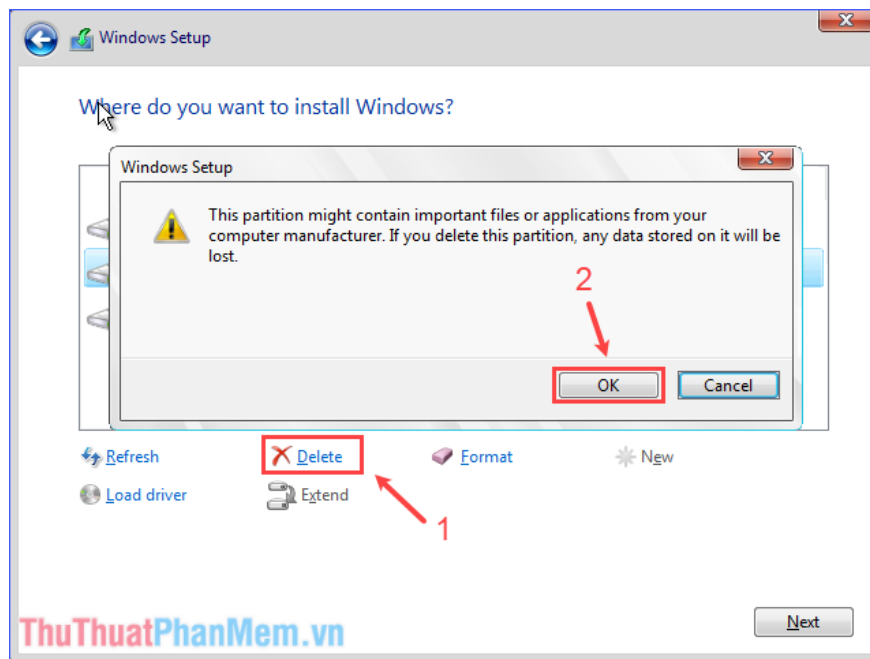 Windows Setup
Where do you want to install Windows?
Windows Setup
This partition might contain important files or applications from your
computer manufacturer. If you delete this partition, any data stored on it will be
lost.
2
OK
Cancel
Refresh
Delete
Format
New
Load driver
Extend
1
Next
ThuThuatPhanMem.vn